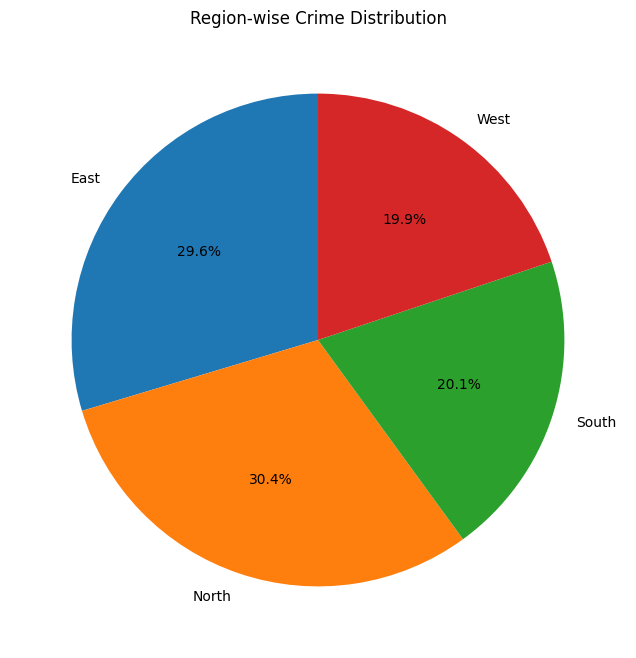 Region-wise Crime Distribution
West
East
19.9%
29.6%
20.1%
South
30.4%
North